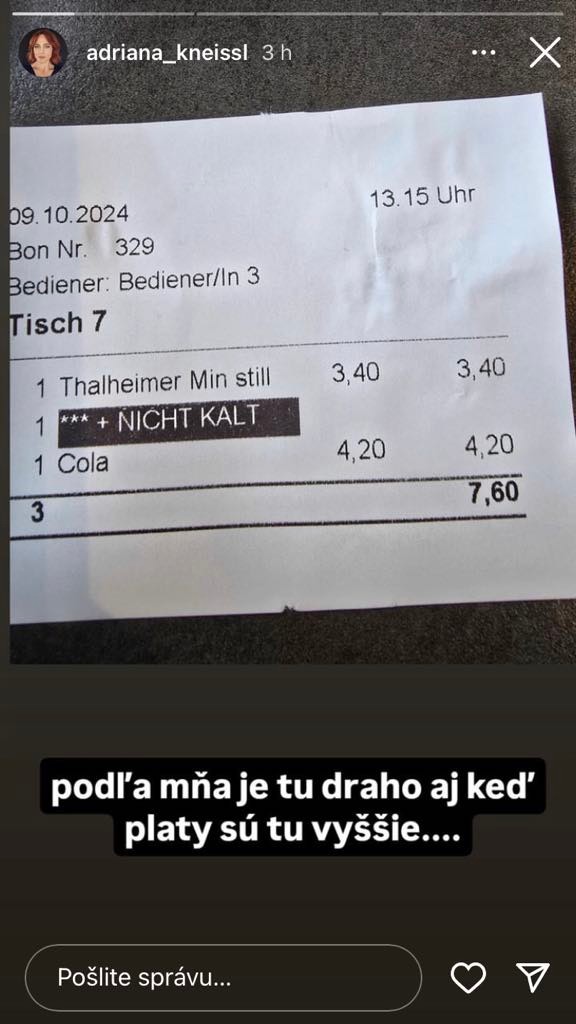 adriana_kneissl 3 h
09.10.2024 13.15 Uhr
Bon Nr. 329
Bediener: Bediener/In 3
Tisch 7
1 Thalheimer Min still 3,40 3,40
1 *** + NICHT KALT
1 Cola 4,20 4,20
3 7,60
podľa mňa je tu draho aj keď
platy sú tu vyššie....
Pošlite správu...